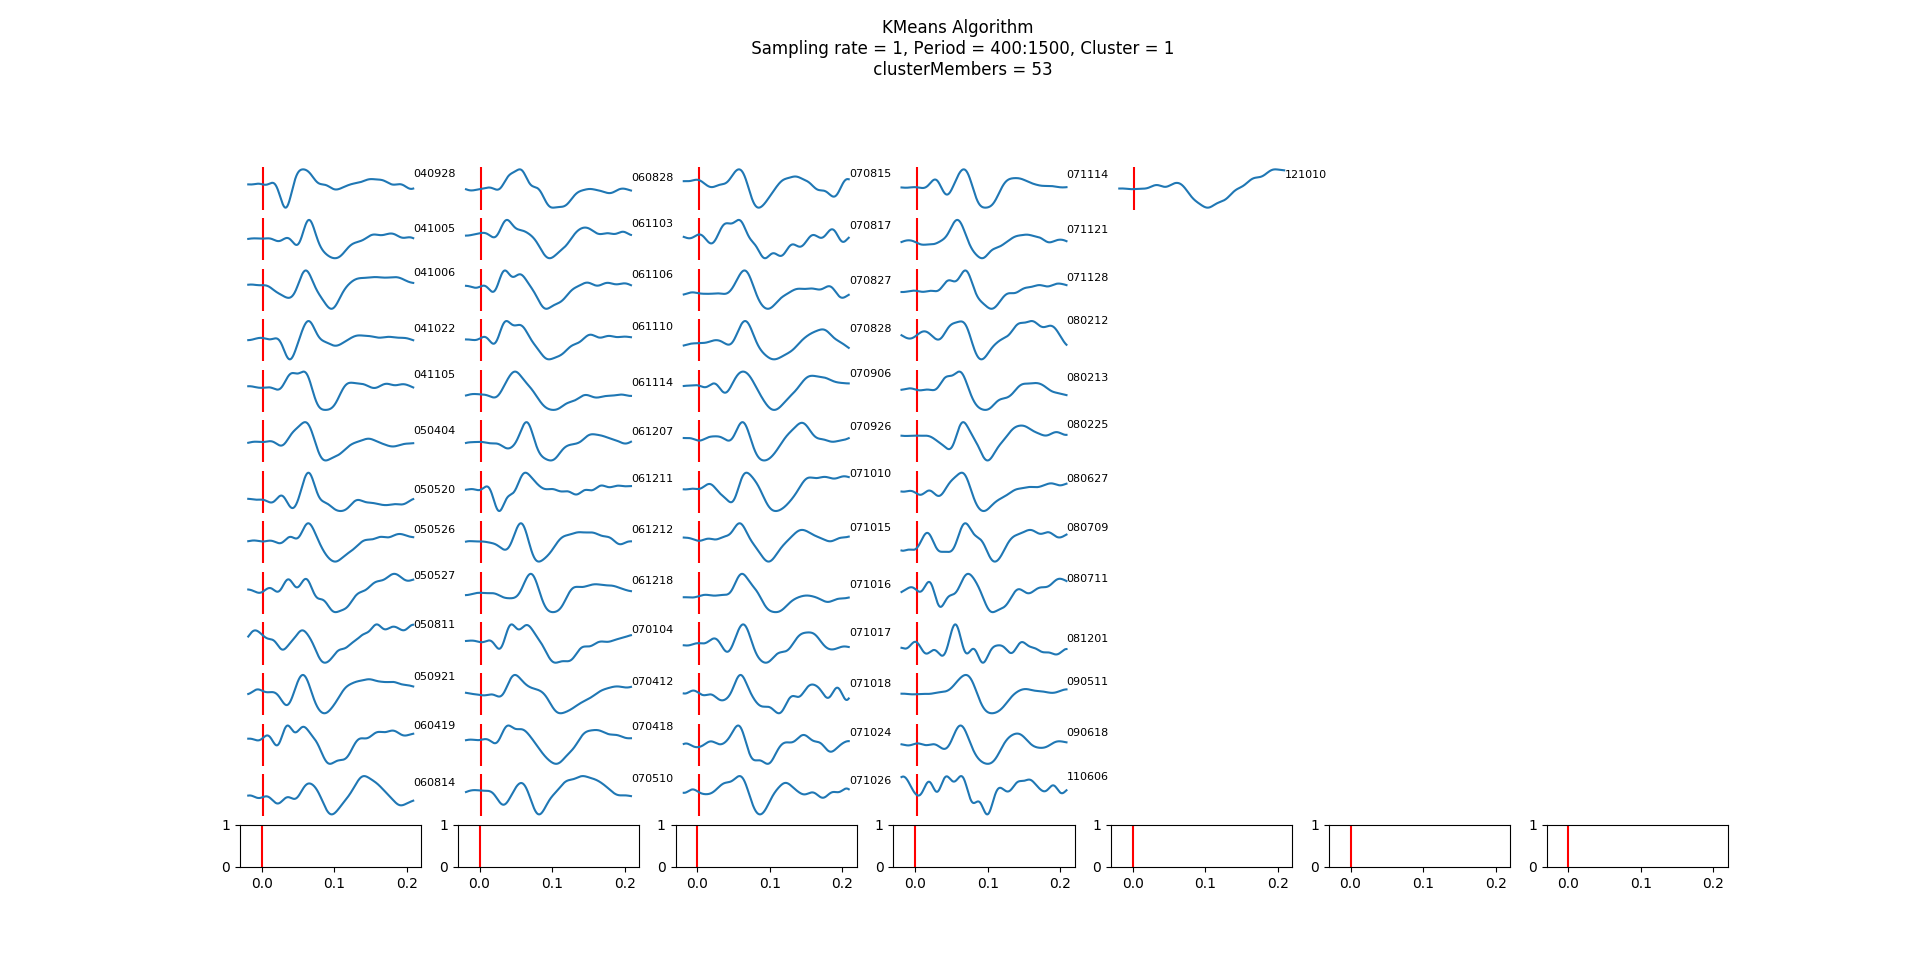 KMeans Algorithm
Sampling rate = 1, Period = 400:1500, Cluster = 1
clusterMembers = 53
040928 060828 070815 071114 121010
041005 061103 070817 071121
041006 061106 070827 071128
041022 061110 070828 080212
041105 061114 070906 080213
050404 061207 070926 080225
050520 061211 071010 080627
050526 061212 071015 080709
050527 061218 071016 080711
050811 070104 071017 081201
050921 070412 071018 090511
060419 070418 071024 090618
060814 070510 071026 110606
1 1 1 1 1 1 1
0 0 0 0 0 0 0
0.0 0.1 0.2 0.0 0.1 0.2 0.0 0.1 0.2 0.0 0.1 0.2 0.0 0.1 0.2 0.0 0.1 0.2 0.0 0.1 0.2